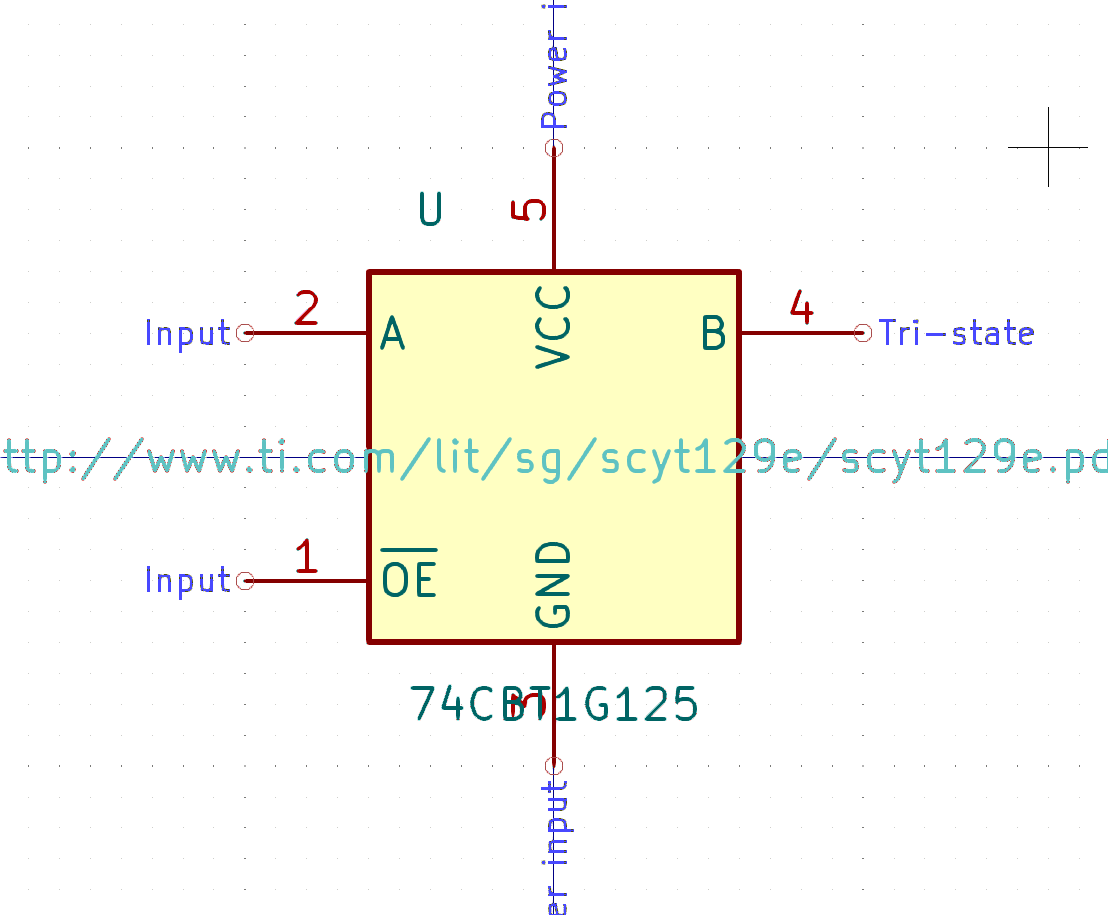 Power i
U
5
2
4
Input
A
VCC
B
Tri-state
ttp://www.ti.com/lit/sg/scyt129e/scyt129e.pd
1
Input
OE
GND
74CBT1G125
3
er input